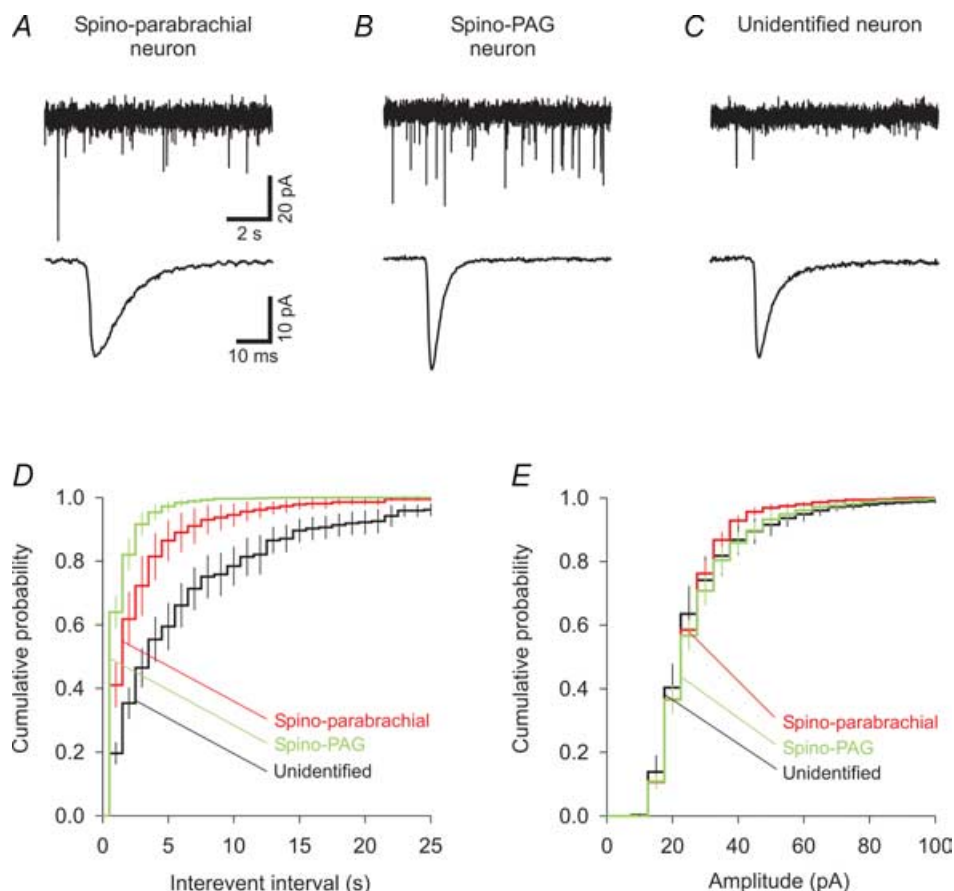 A
Spino-parabrachial
neuron
B
Spino-PAG
neuron
C
Unidentified neuron
20 pA
2 s
10 pA
10 ms
D
Cumulative probability
1.0
0.8
0.6
0.4
0.2
0.0
Spino-parabrachial
Spino-PAG
Unidentified
0 5 10 15 20 25
Interevent interval (s)
E
Cumulative probability
1.0
0.8
0.6
0.4
0.2
0.0
Spino-parabrachial
Spino-PAG
Unidentified
0 20 40 60 80 100
Amplitude (pA)